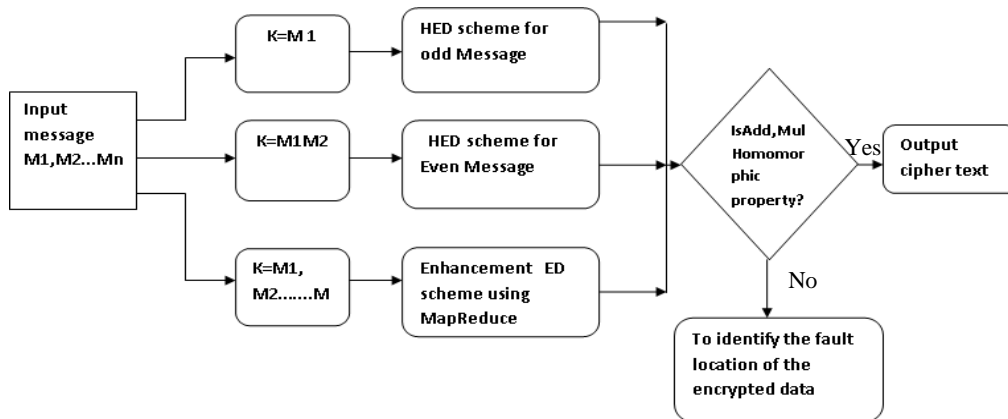 Input
message
M1,M2...Mn
K=M 1
HED scheme for
odd Message
K=M1M2
HED scheme for
Even Message
K=M1,
M2.......M
Enhancement ED
scheme using
MapReduce
IsAdd,Mul
Homomor
phic
property?
Yes
Output
cipher text
No
To identify the fault
location of the
encrypted data